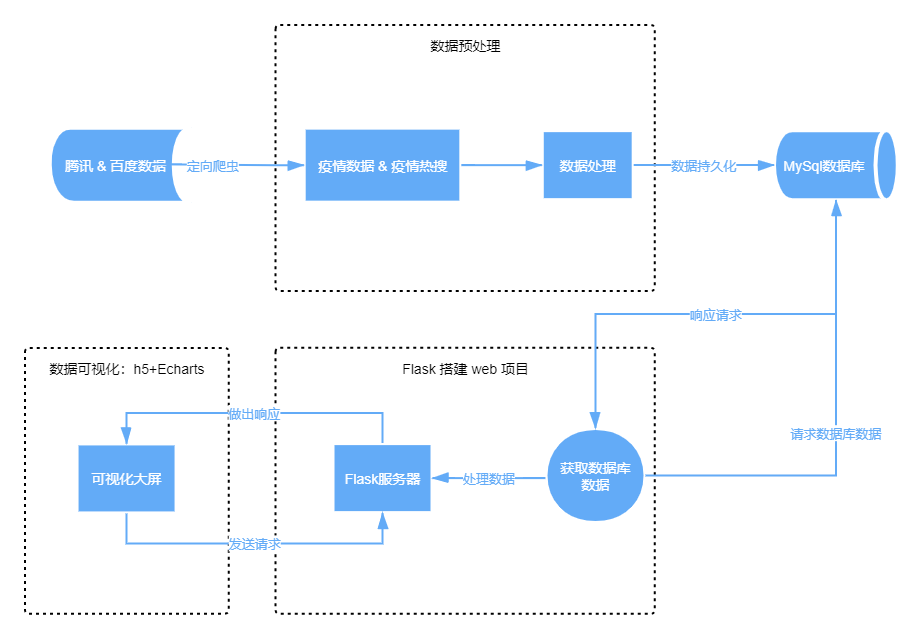 数据预处理
腾讯 & 百度数据
定向爬虫
疫情数据 & 疫情热搜
数据处理
数据持久化
MySql数据库
响应请求
数据可视化：h5+Echarts
Flask 搭建 web 项目
做出响应
请求数据库数据
可视化大屏
Flask服务器
处理数据
获取数据库
数据
发送请求